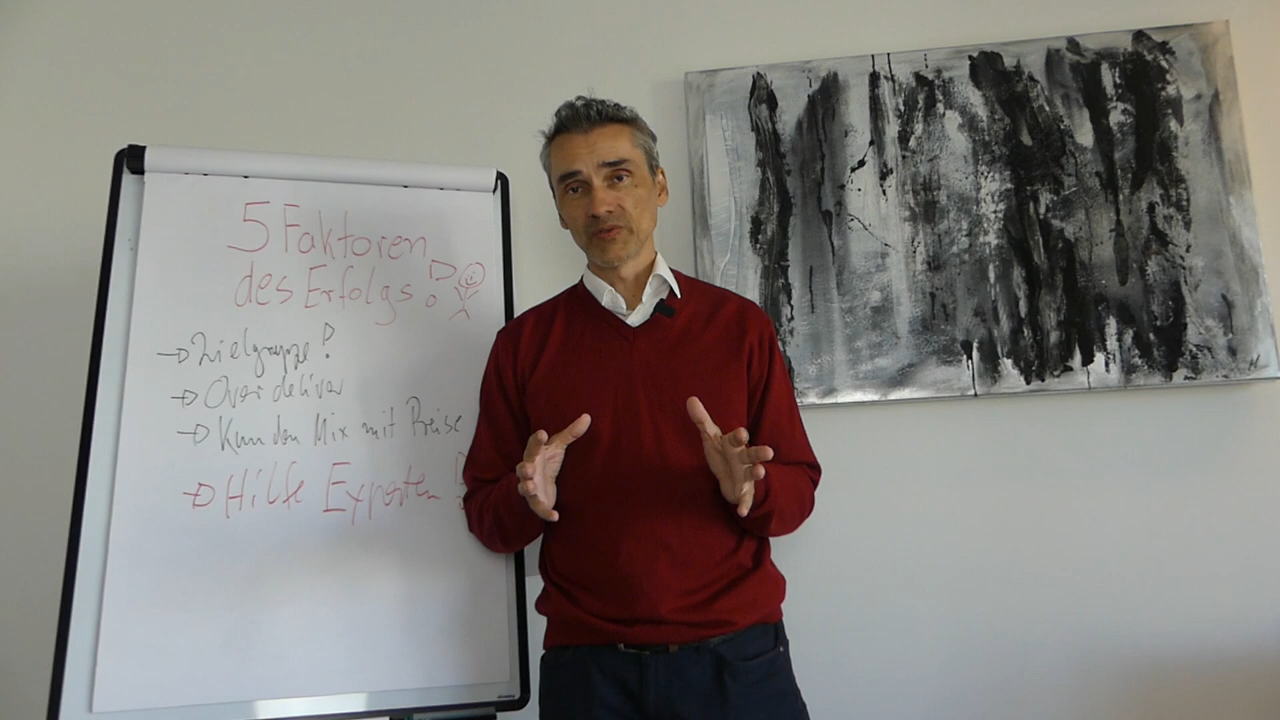 5 Faktoren
des Erfolgs!
→ Zielgruppe!
→ Over deliver
→ Kunden Mix mit Preise
→ Hilfe Experten !